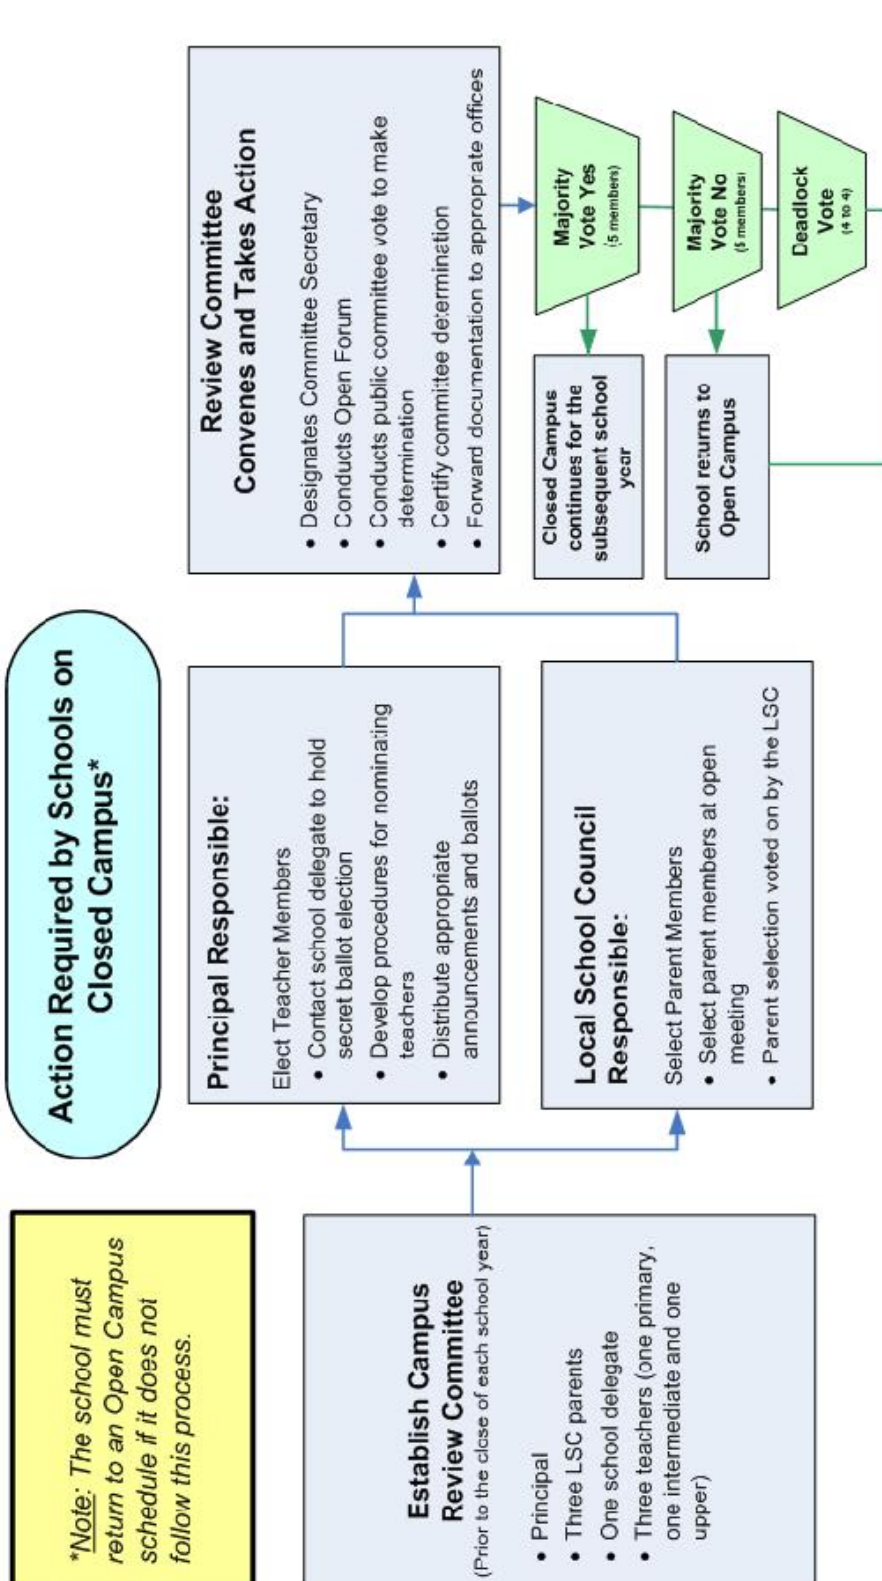 Action Required by Schools on
Closed Campus*
*Note: The school must
return to an Open Campus
schedule if it does not
follow this process.
Establish Campus
Review Committee
(Prior to the close of each school year)
• Principal
• Three LSC parents
• One school delegate
• Three teachers (one primary,
one intermediate and one
upper)
Principal Responsible:
Elect Teacher Members
• Contact school delegate to hold
secret ballot election
• Develop procedures for nominating
teachers
• Distribute appropriate
announcements and ballots
Local School Council
Responsible:
Select Parent Members
• Select parent members at open
meeting
• Parent selection voted on by the LSC
Review Committee
Convenes and Takes Action
• Designates Committee Secretary
• Conducts Open Forum
• Conducts public committee vote to make
determination
• Certify committee determination
• Forward documentation to appropriate offices
Majority
Vote Yes
(5 members)
Closed Campus
continues for the
subsequent school
year
Majority
Vote No
(5 members)
School returns to
Open Campus
Deadlock
Vote
(4 to 4)